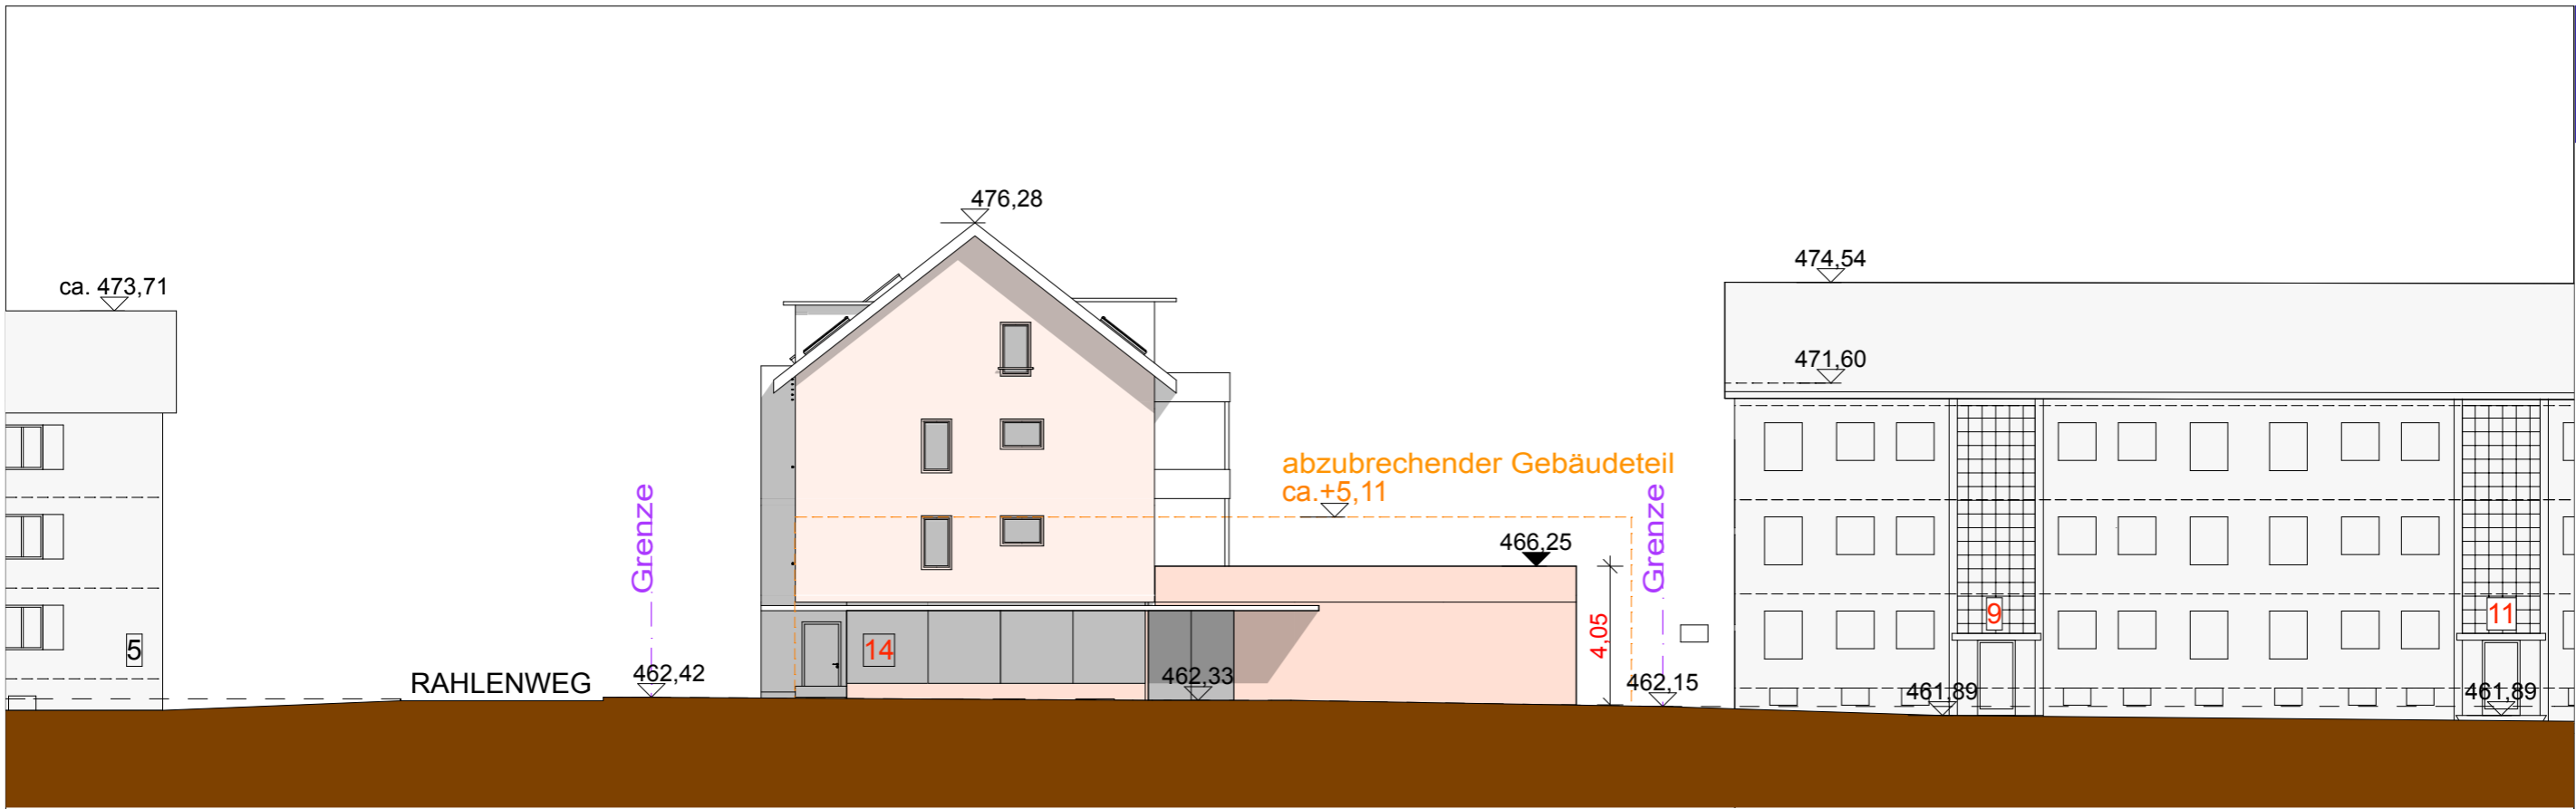 476,28
474,54
ca. 473,71
471,60
abzubrechender Gebäudeteil
ca.+5,11
Grenze
Grenze
466,25
4,05
9
11
5
14
RAHLENWEG
462,42
462,33
462,15
461,89
461,89